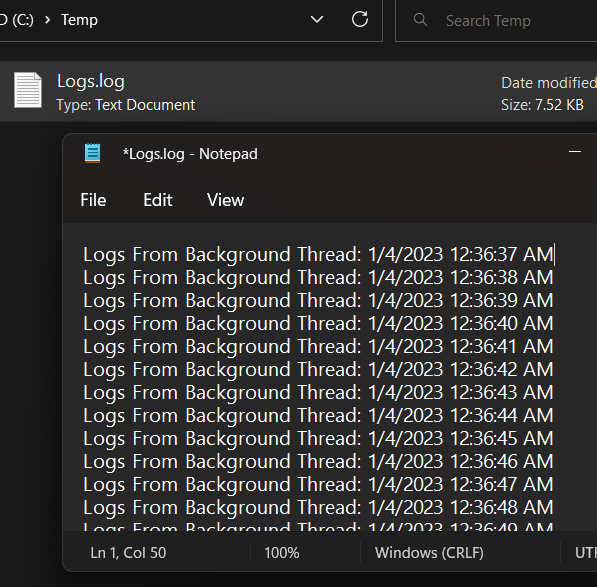 D (C:) > Temp
Search Temp
Logs.log
Type: Text Document
Date modified
Size: 7.52 KB
*Logs.log - Notepad
File Edit View
Logs From Background Thread: 1/4/2023 12:36:37 AM
Logs From Background Thread: 1/4/2023 12:36:38 AM
Logs From Background Thread: 1/4/2023 12:36:39 AM
Logs From Background Thread: 1/4/2023 12:36:40 AM
Logs From Background Thread: 1/4/2023 12:36:41 AM
Logs From Background Thread: 1/4/2023 12:36:42 AM
Logs From Background Thread: 1/4/2023 12:36:43 AM
Logs From Background Thread: 1/4/2023 12:36:44 AM
Logs From Background Thread: 1/4/2023 12:36:45 AM
Logs From Background Thread: 1/4/2023 12:36:46 AM
Logs From Background Thread: 1/4/2023 12:36:47 AM
Logs From Background Thread: 1/4/2023 12:36:48 AM
Logs From Background Thread: 1/4/2023 12:36:49 AM
Ln 1, Col 50 100% Windows (CRLF) UTF